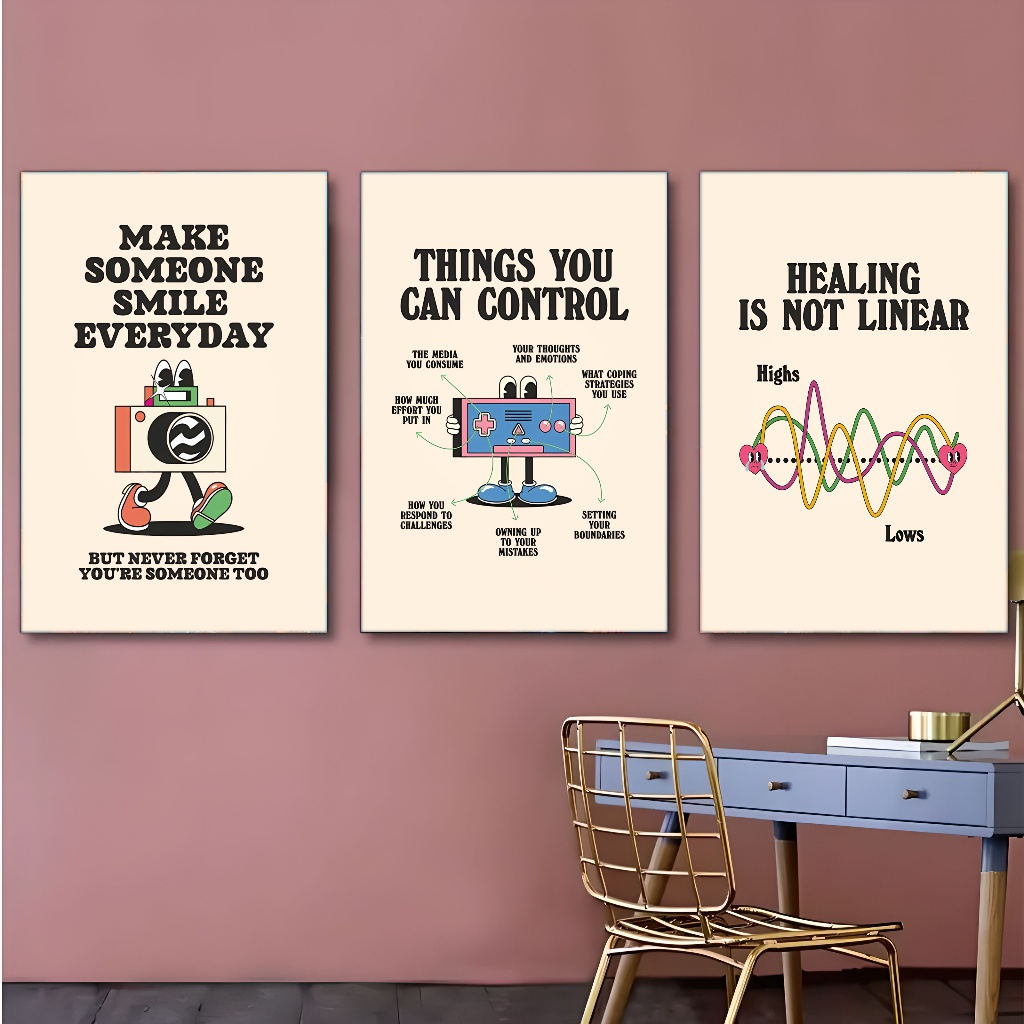 MAKE
SOMEONE
SMILE
EVERYDAY
BUT NEVER FORGET
YOU'RE SOMEONE TOO
THINGS YOU
CAN CONTROL
THE MEDIA
YOU CONSUME
YOUR THOUGHTS
AND EMOTIONS
WHAT COPING
STRATEGIES
YOU USE
HOW MUCH
EFFORT YOU
PUT IN
HOW YOU
RESPOND TO
CHALLENGES
OWNING UP
TO YOUR
MISTAKES
SETTING
YOUR
BOUNDARIES
HEALING
IS NOT LINEAR
Highs
Lows